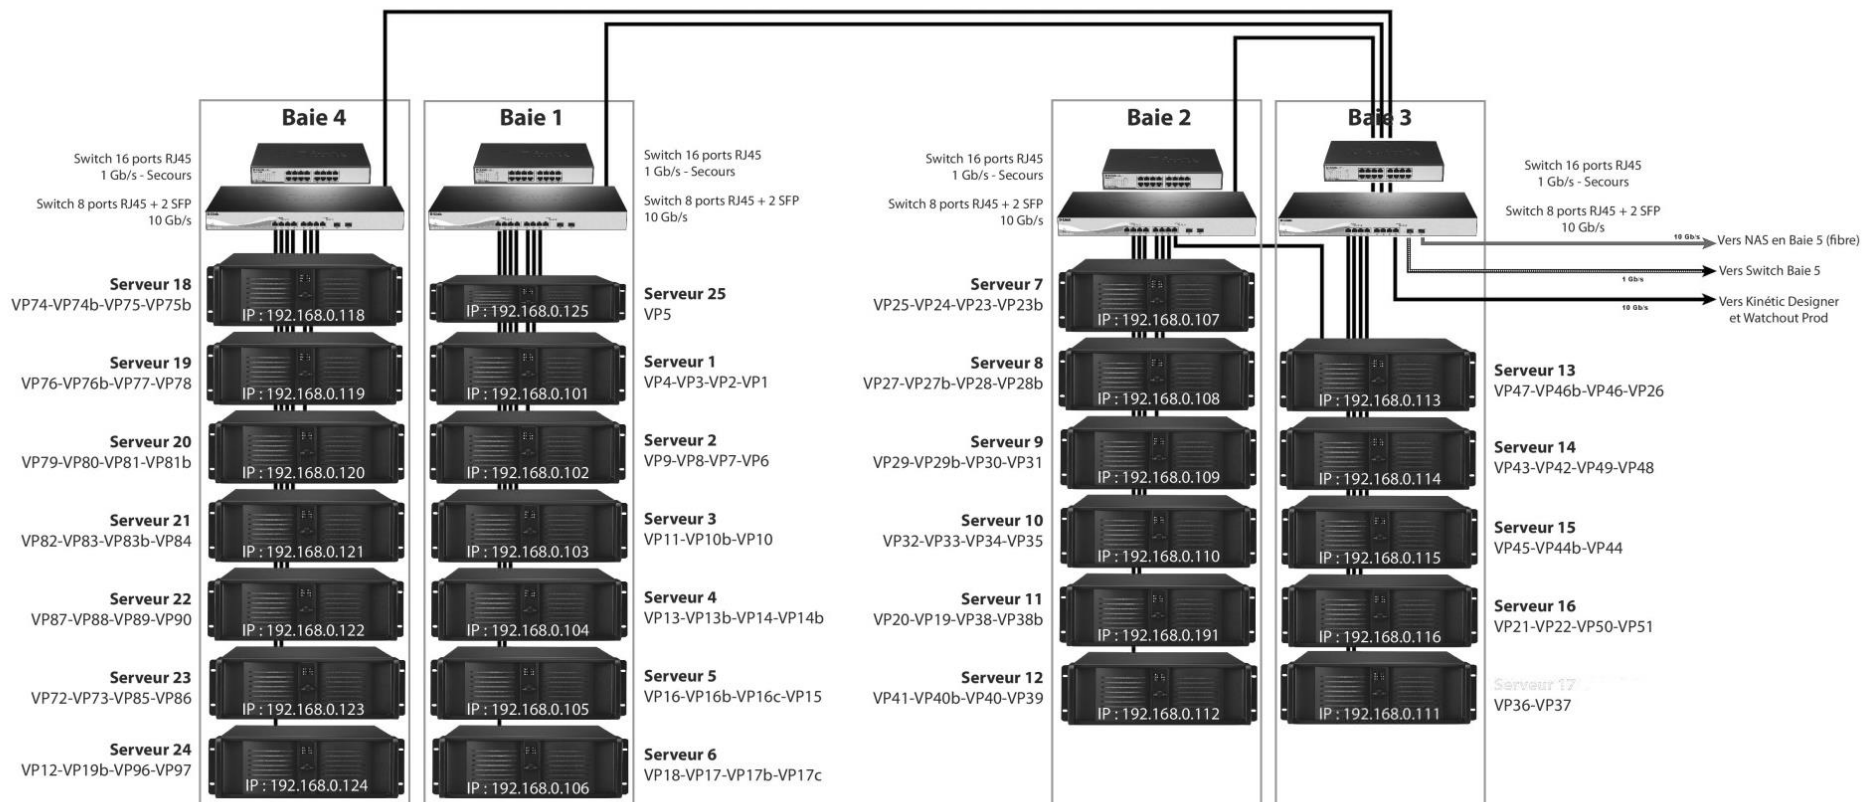 Baie 4
Switch 16 ports RJ45
1 Gb/s - Secours
Switch 8 ports RJ45 + 2 SFP
10 Gb/s
Serveur 18
VP74-VP74b-VP75-VP75b
IP : 192.168.0.118
Serveur 19
VP76-VP76b-VP77-VP78
IP : 192.168.0.119
Serveur 20
VP79-VP80-VP81-VP81b
IP : 192.168.0.120
Serveur 21
VP82-VP83-VP83b-VP84
IP : 192.168.0.121
Serveur 22
VP87-VP88-VP89-VP90
IP : 192.168.0.122
Serveur 23
VP72-VP73-VP85-VP86
IP : 192.168.0.123
Serveur 24
VP12-VP19b-VP96-VP97
IP : 192.168.0.124
Baie 1
Switch 16 ports RJ45
1 Gb/s - Secours
Switch 8 ports RJ45 + 2 SFP
10 Gb/s
IP : 192.168.0.125
Serveur 25
VP5
IP : 192.168.0.101
Serveur 1
VP4-VP3-VP2-VP1
IP : 192.168.0.102
Serveur 2
VP9-VP8-VP7-VP6
IP : 192.168.0.103
Serveur 3
VP11-VP10b-VP10
IP : 192.168.0.104
Serveur 4
VP13-VP13b-VP14-VP14b
IP : 192.168.0.105
Serveur 5
VP16-VP16b-VP16c-VP15
IP : 192.168.0.106
Serveur 6
VP18-VP17-VP17b-VP17c
Baie 2
Switch 16 ports RJ45
1 Gb/s - Secours
Switch 8 ports RJ45 + 2 SFP
10 Gb/s
Serveur 7
VP25-VP24-VP23-VP23b
IP : 192.168.0.107
Serveur 8
VP27-VP27b-VP28-VP28b
IP : 192.168.0.108
Serveur 9
VP29-VP29b-VP30-VP31
IP : 192.168.0.109
Serveur 10
VP32-VP33-VP34-VP35
IP : 192.168.0.110
Serveur 11
VP20-VP19-VP38-VP38b
IP : 192.168.0.191
Serveur 12
VP41-VP40b-VP40-VP39
IP : 192.168.0.112
Baie 3
Switch 16 ports RJ45
1 Gb/s - Secours
Switch 8 ports RJ45 + 2 SFP
10 Gb/s
10 Gb/s
Vers NAS en Baie 5 (fibre)
1 Gb/s
Vers Switch Baie 5
10 Gb/s
Vers Kinétic Designer
et Watchout Prod
IP : 192.168.0.113
Serveur 13
VP47-VP46b-VP46-VP26
IP : 192.168.0.114
Serveur 14
VP43-VP42-VP49-VP48
IP : 192.168.0.115
Serveur 15
VP45-VP44b-VP44
IP : 192.168.0.116
Serveur 16
VP21-VP22-VP50-VP51
IP : 192.168.0.111
Serveur 17
VP36-VP37